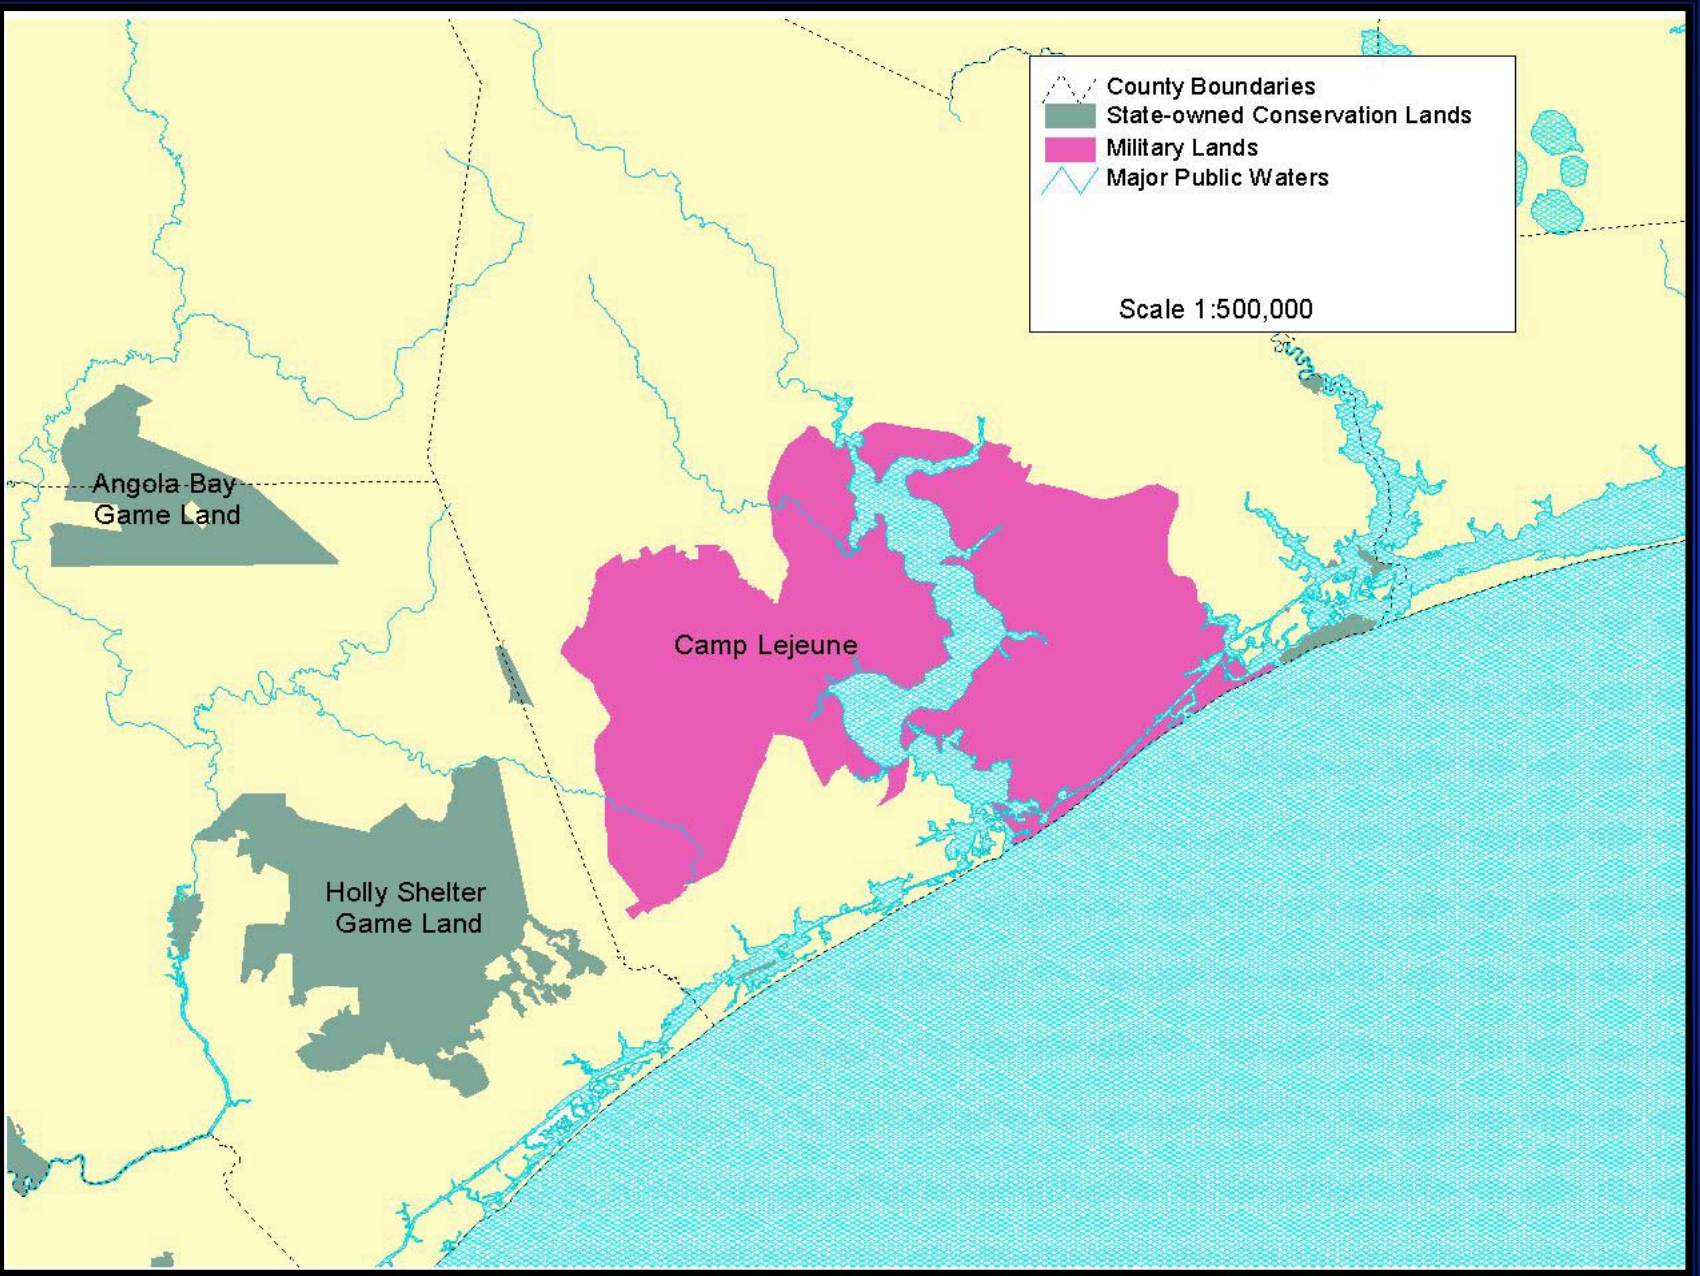 County Boundaries
State-owned Conservation Lands
Military Lands
Major Public Waters
Scale 1:500,000
Angola Bay
Game Land
Camp Lejeune
Holly Shelter
Game Land